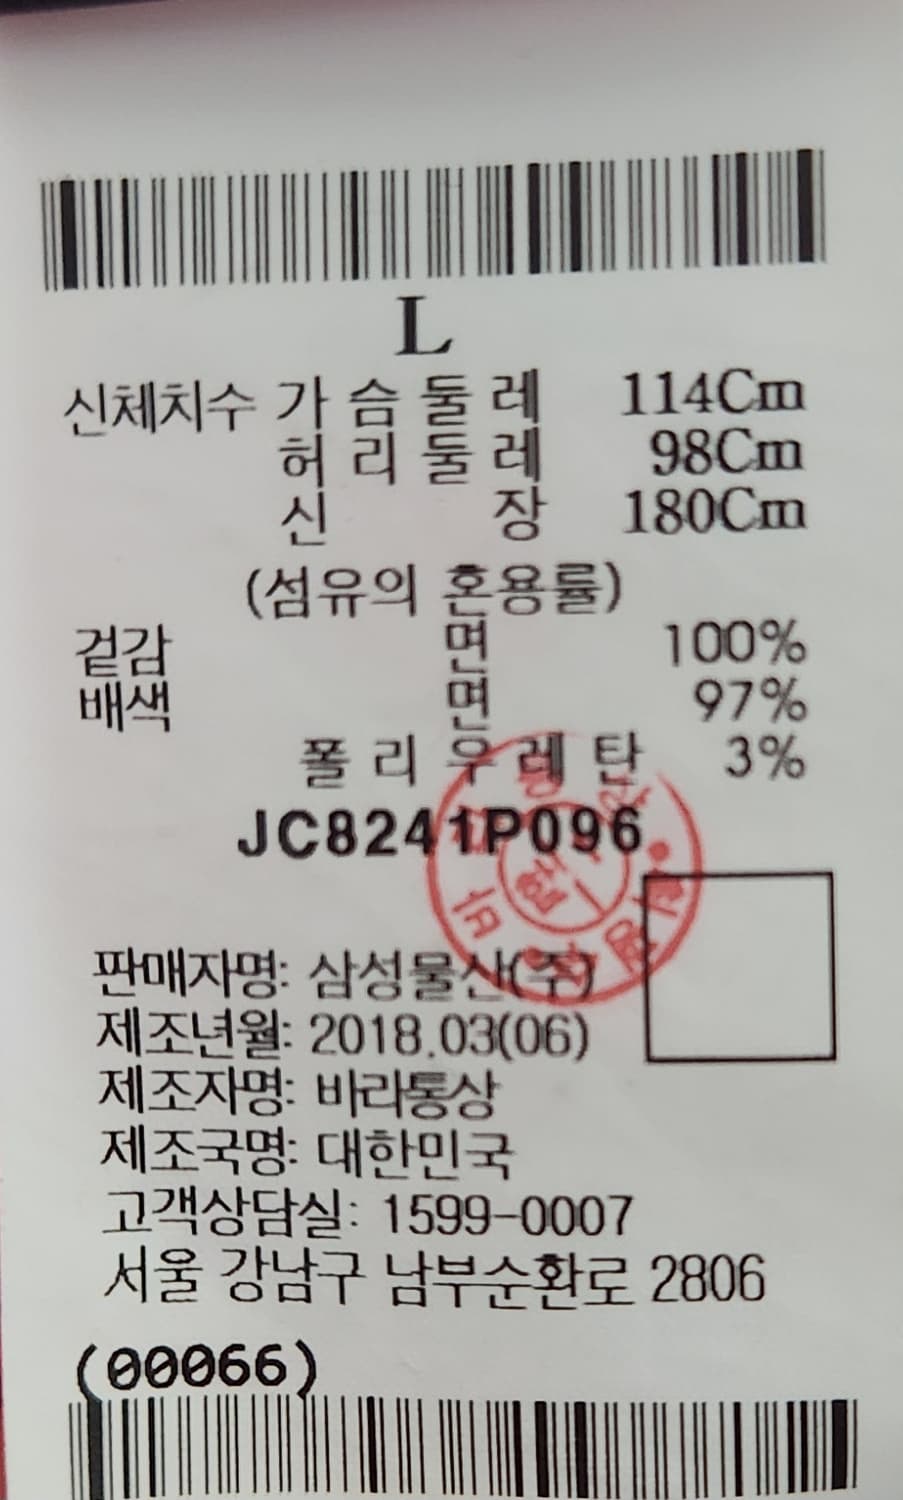 L
신체치수 가 슴 둘 레 114Cm
허 리 둘 레 98Cm
신 장 180Cm
(섬유의 혼용률)
겉감 면 100%
배색 면 97%
폴 리 우 레 탄 3%
JC8241P096
판매자명: 삼성물산(주)
제조년월: 2018.03(06)
제조자명: 바라통상
제조국명: 대한민국
고객상담실: 1599-0007
서울 강남구 남부순환로 2806
(00066)